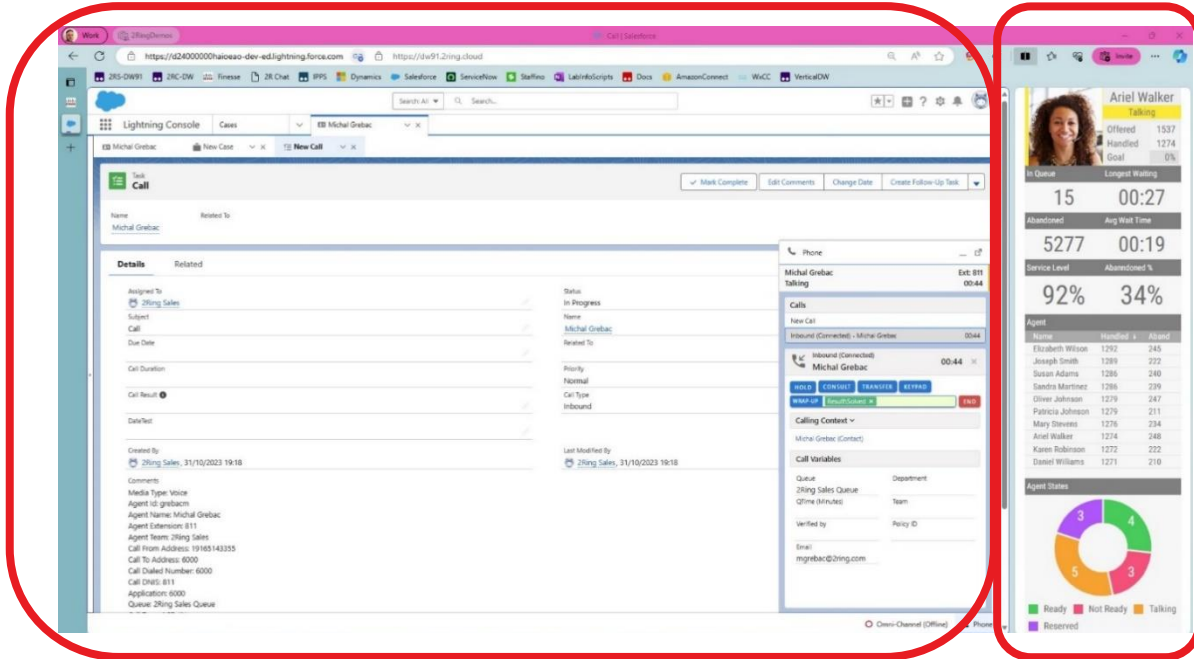 Work
2RingDemos
Call | Salesforce
Invite
https://d24000000haioeao-dev-ed.lightning.force.com
https://dw91.2ring.cloud
2RS-DW91 2RC-DW Finesse 2R Chat IPPS Dynamics Salesforce ServiceNow Staffino LabInfoScripts Docs AmazonConnect WxCC VerticalDW
Search: All Search...
Lightning Console Cases Michal Grebac
Michal Grebac New Case New Call
Task
Call
Mark Complete Edit Comments Change Date Create Follow-Up Task
Name Related To
Michal Grebac
Details Related
Assigned To
2Ring Sales
Subject
Call
Due Date
Call Duration
Call Result
DateTest
Created By
2Ring Sales, 31/10/2023 19:18
Comments
Media Type: Voice
Agent Id: grebacm
Agent Name: Michal Grebac
Agent Extension: 811
Agent Team: 2Ring Sales
Call From Address: 19165143355
Call To Address: 6000
Call Dialed Number: 6000
Call DNIS: 811
Application: 6000
Queue: 2Ring Sales Queue
Status
In Progress
Name
Michal Grebac
Related To
Priority
Normal
Call Type
Inbound
Last Modified By
2Ring Sales, 31/10/2023 19:18
Phone
Michal Grebac Ext: 811
Talking 00:44
Calls
New Call
Inbound (Connected) - Michal Grebac 00:44
Inbound (Connected)
Michal Grebac 00:44
HOLD CONSULT TRANSFER KEYPAD
WRAP-UP Result\Solved END
Calling Context
Michal Grebac (Contact)
Call Variables
Queue Department
2Ring Sales Queue
QTime (Minutes) Team
Verified by Policy ID
Email
mgrebac@2ring.com
Omni-Channel (Offline) Phone
Ariel Walker
Talking
Offered 1537
Handled 1274
Goal 0%
In Queue Longest Waiting
15 00:27
Abandoned Avg Wait Time
5277 00:19
Service Level Abanndoned %
92% 34%
Agent
Name Handled Aband
Elizabeth Wilson 1292 245
Joseph Smith 1289 222
Susan Adams 1286 240
Sandra Martinez 1286 239
Oliver Johnson 1279 247
Patricia Johnson 1279 211
Mary Stevens 1276 234
Ariel Walker 1274 248
Karen Robinson 1272 222
Daniel Williams 1271 210
Agent States
3 4
5 3
Ready Not Ready Talking
Reserved